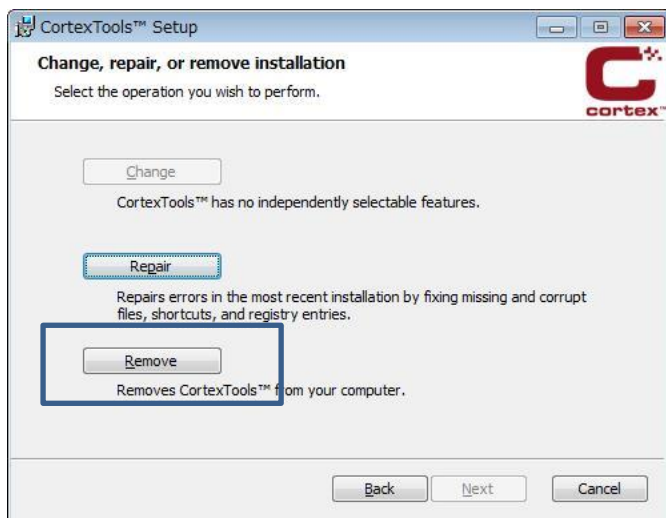 CortexTools™ Setup
Change, repair, or remove installation
Select the operation you wish to perform.
cortex™
Change
CortexTools™ has no independently selectable features.
Repair
Repairs errors in the most recent installation by fixing missing and corrupt
files, shortcuts, and registry entries.
Remove
Removes CortexTools™ from your computer.
Back
Next
Cancel